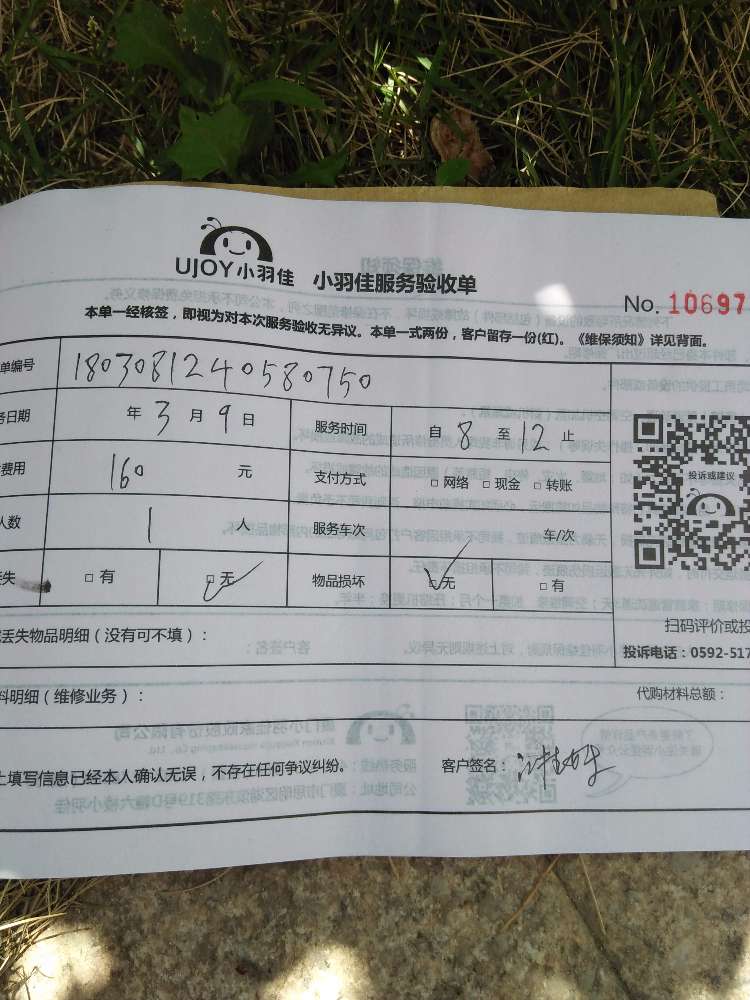 UJOY小羽佳 小羽佳服务验收单
No. 10697
本单一经核签，即视为对本次服务验收无异议。本单一式两份，客户留存一份(红)。《维保须知》详见背面。
单编号 1803081240580750
务日期 年 3 月 9 日 服务时间 自 8 至 12 止
费用 160 元 支付方式 □ 网络 □ 现金 □ 转账
投诉或建议
人数 1 人 服务车次 车/次
丢失 □ 有 □ 无 物品损坏 □ 无 □ 有
丢失物品明细（没有可不填）：
扫码评价或投
投诉电话：0592-517
料明细（维修业务）：
代购材料总额：
上填写信息已经本人确认无误，不存在任何争议纠纷。
客户签名：